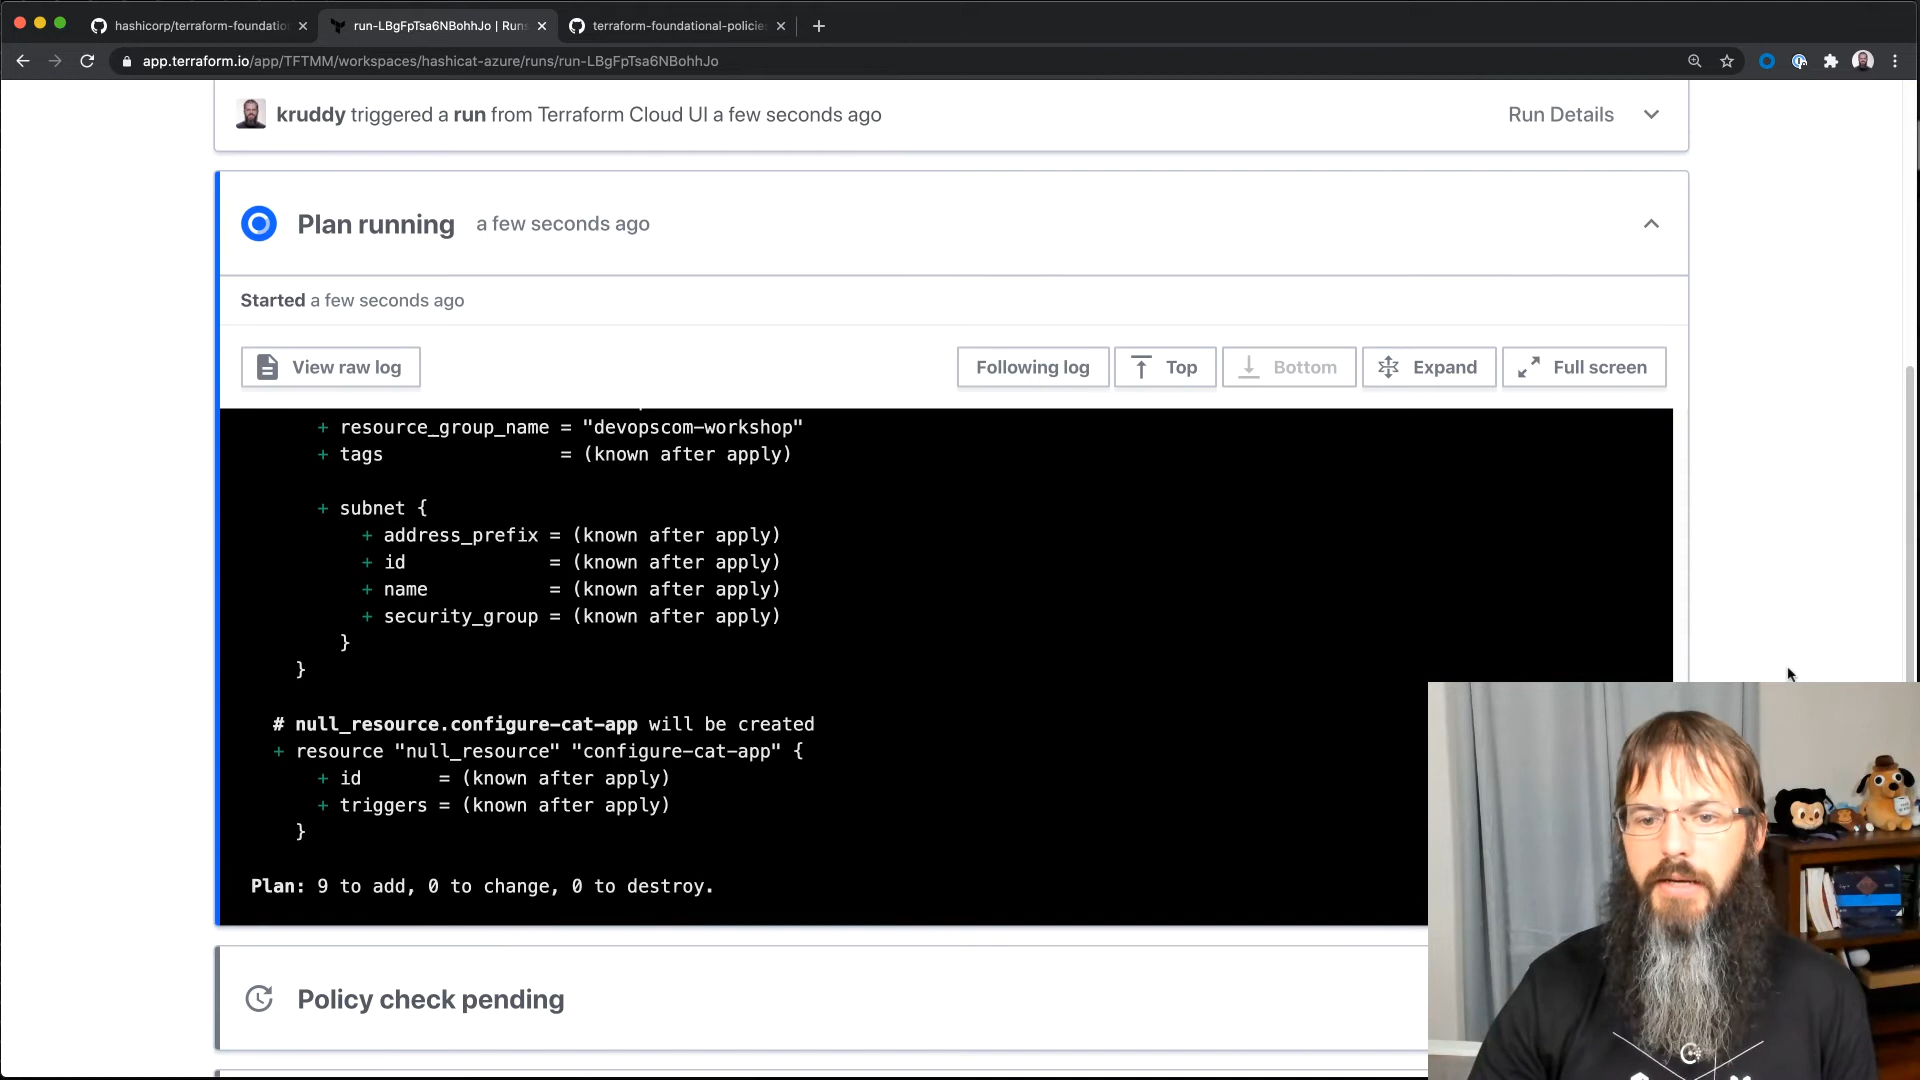 hashicorp/terraform-foundatio
run-LBgFpTsa6NBohhJo | Runs
terraform-foundational-policie
app.terraform.io/app/TFTMM/workspaces/hashicat-azure/runs/run-LBgFpTsa6NBohhJo
kruddy triggered a run from Terraform Cloud UI a few seconds ago
Run Details
Plan running a few seconds ago
Started a few seconds ago
View raw log
Following log
Top
Bottom
Expand
Full screen
+ resource_group_name = "devopscom-workshop"
+ tags = (known after apply)
+ subnet {
+ address_prefix = (known after apply)
+ id = (known after apply)
+ name = (known after apply)
+ security_group = (known after apply)
}
}
# null_resource.configure-cat-app will be created
+ resource "null_resource" "configure-cat-app" {
+ id = (known after apply)
+ triggers = (known after apply)
}
Plan: 9 to add, 0 to change, 0 to destroy.
Policy check pending